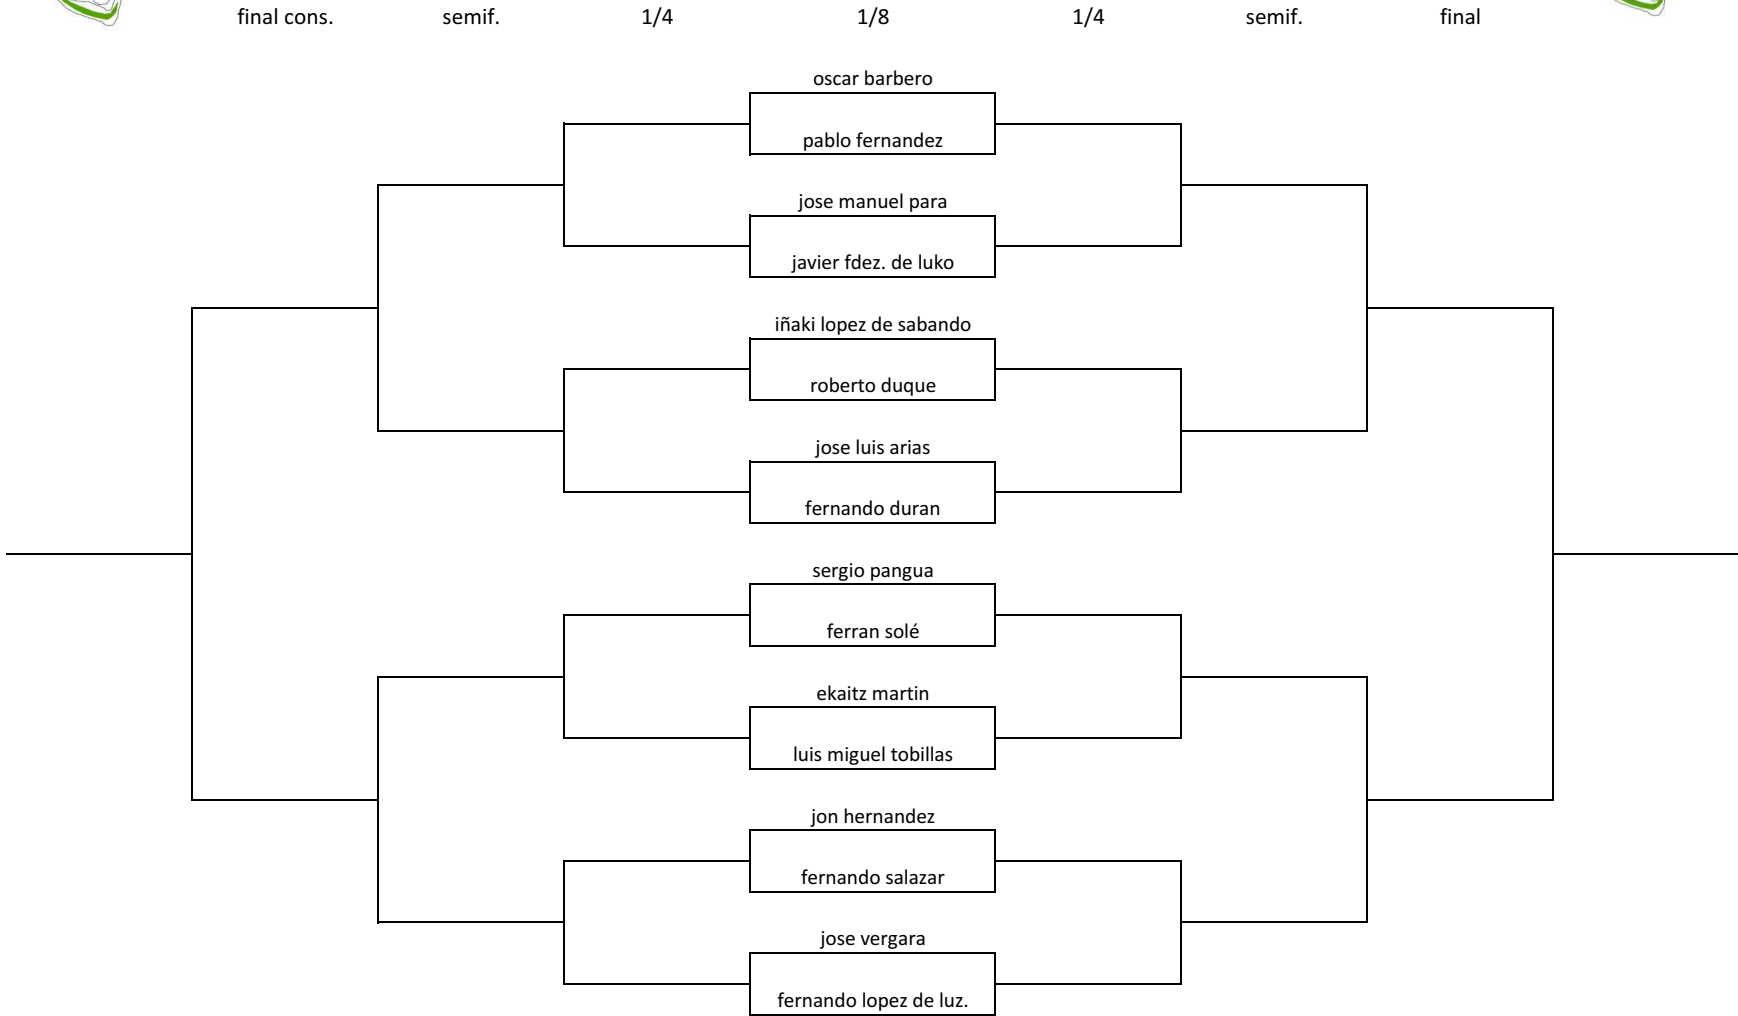 final cons. semif. 1/4 1/8 1/4 semif. final
oscar barbero
pablo fernandez
jose manuel para
javier fdez. de luko
iñaki lopez de sabando
roberto duque
jose luis arias
fernando duran
sergio pangua
ferran solé
ekaitz martin
luis miguel tobillas
jon hernandez
fernando salazar
jose vergara
fernando lopez de luz.